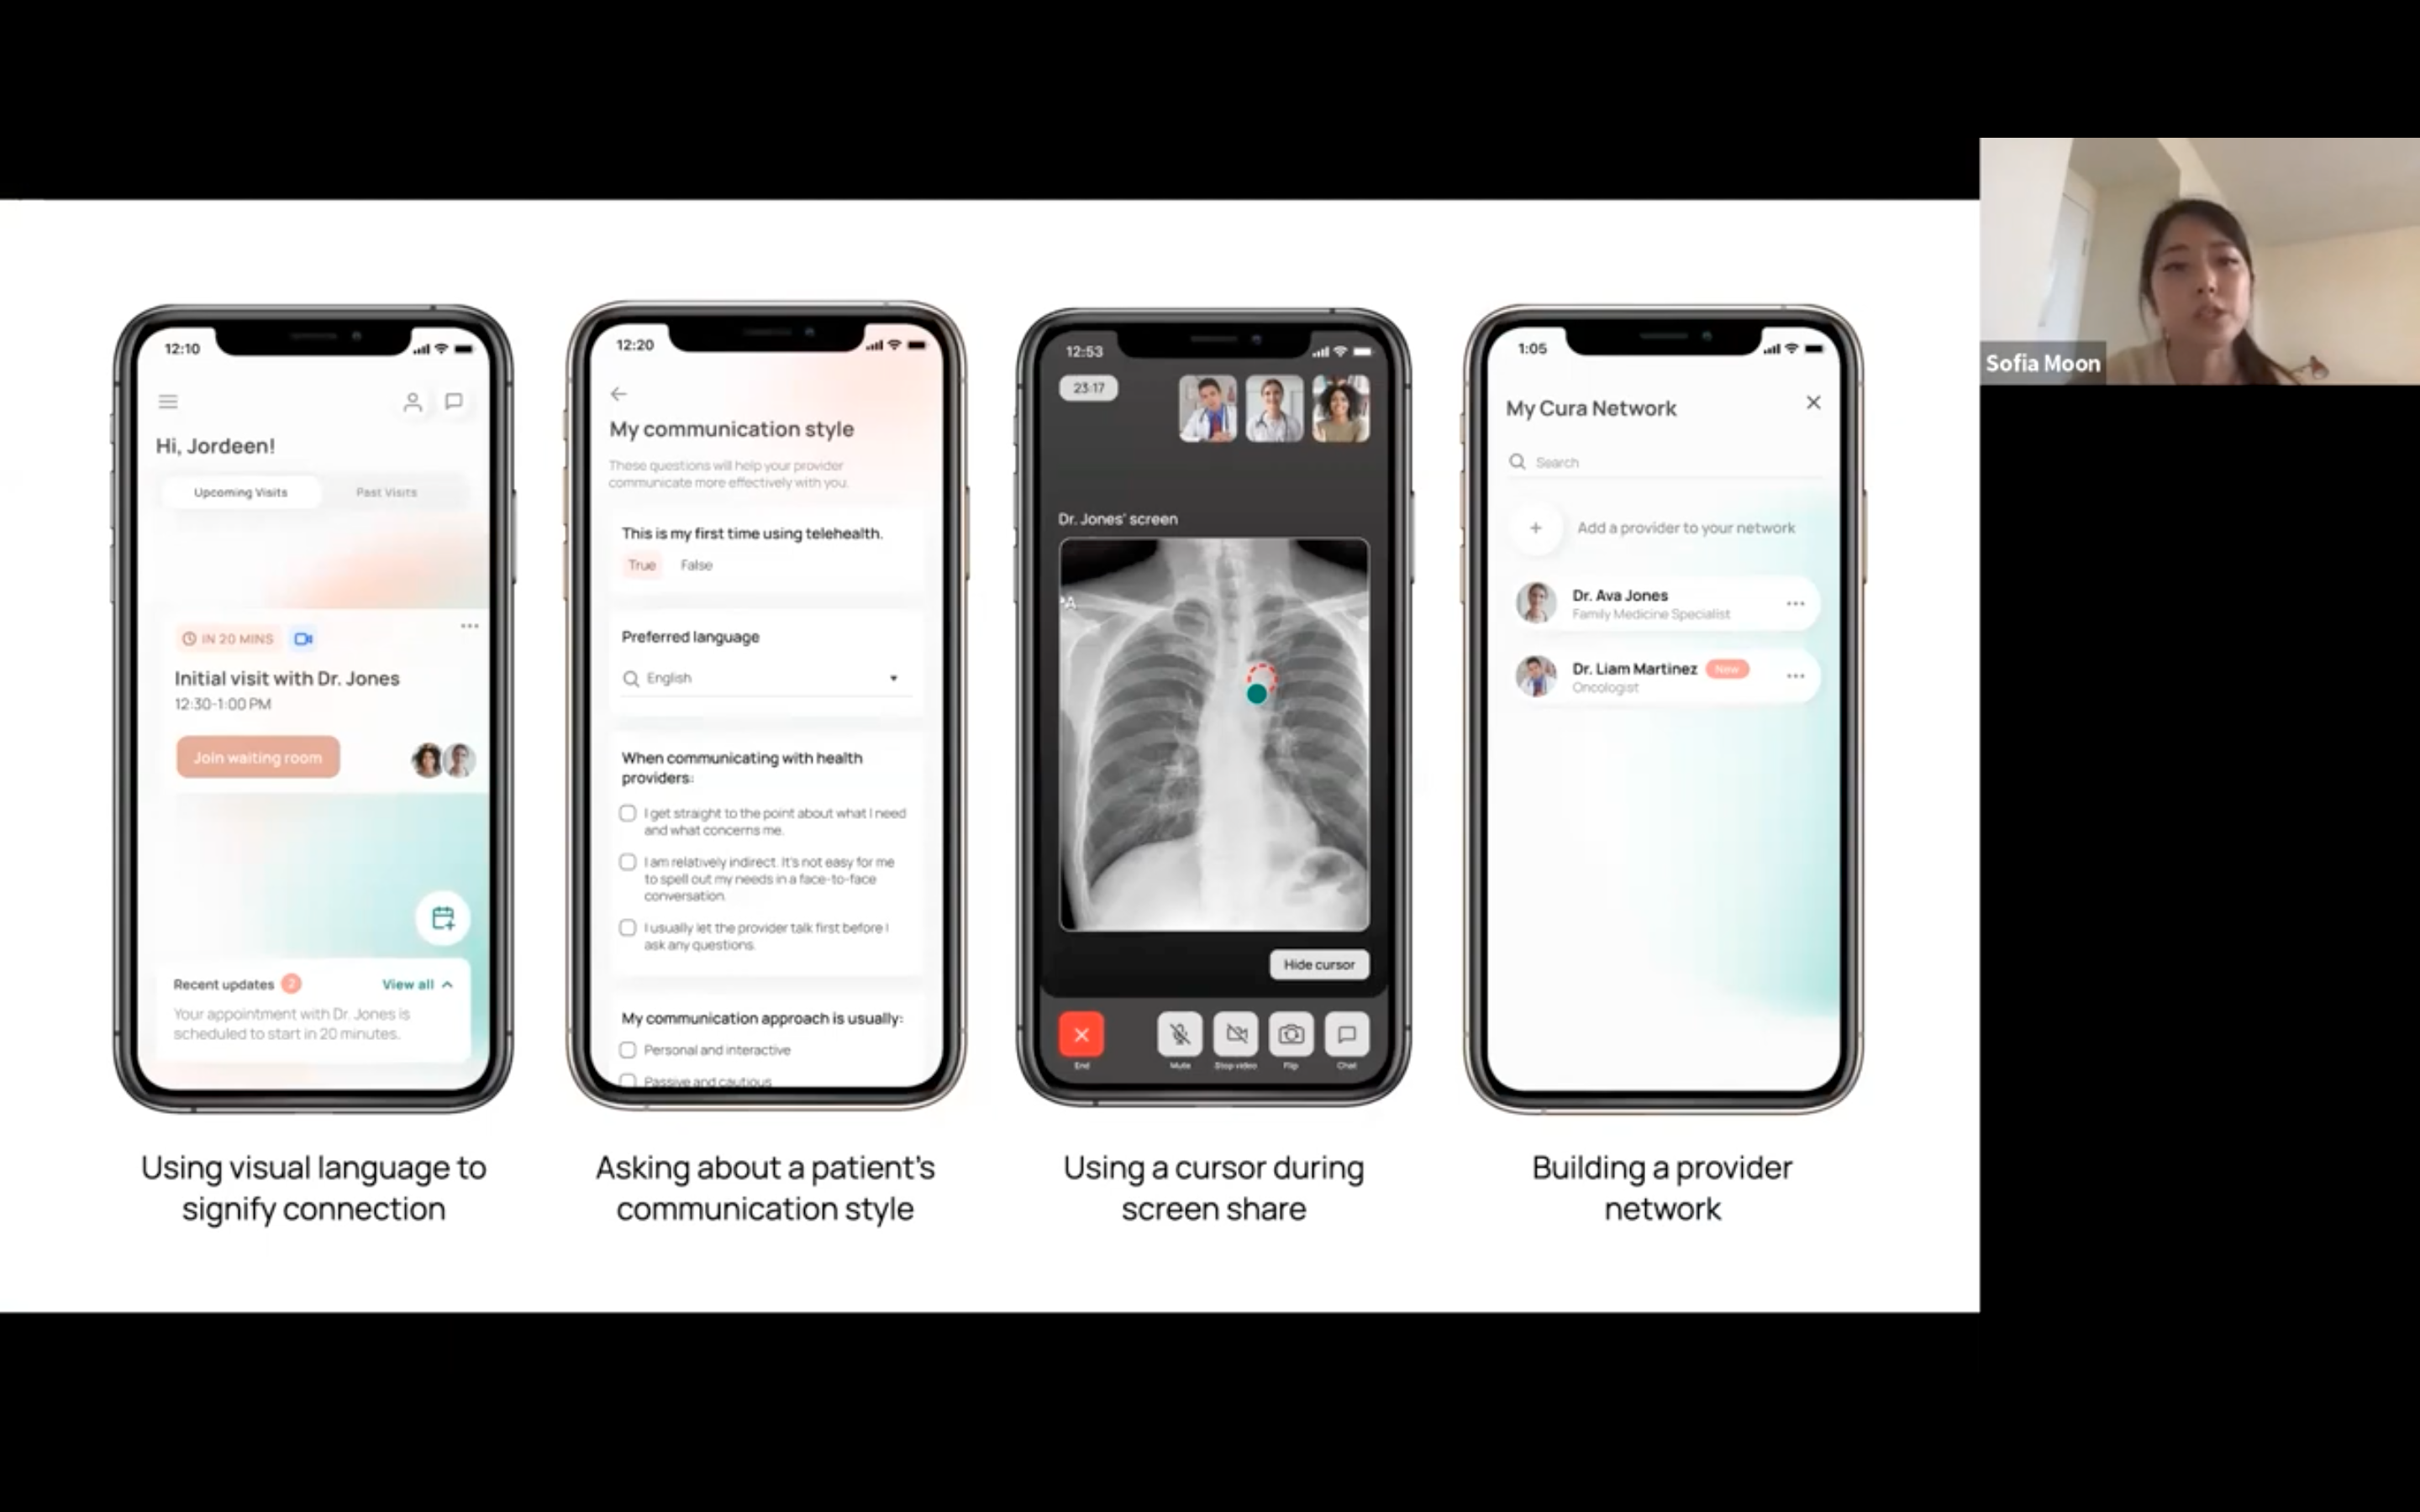 12:10
Hi, Jordeen!
Upcoming Visits
Past Visits
IN 20 MINS
Initial visit with Dr. Jones
12:30-1:00 PM
Join waiting room
Recent updates 2
View all
Your appointment with Dr. Jones is
scheduled to start in 20 minutes.
Using visual language to
signify connection
12:20
My communication style
These questions will help your provider
communicate more effectively with you.
This is my first time using telehealth.
True
False
Preferred language
English
When communicating with health
providers:
I get straight to the point about what I need
and what concerns me.
I am relatively indirect. It's not easy for me
to spell out my needs in a face-to-face
conversation.
I usually let the provider talk first before I
ask any questions.
My communication approach is usually:
Personal and interactive
Passive and cautious
Asking about a patient's
communication style
12:53
23:17
Dr. Jones' screen
Hide cursor
End
Mute
Stop video
Flip
Chat
Using a cursor during
screen share
1:05
My Cura Network
Search
Add a provider to your network
Dr. Ava Jones
Family Medicine Specialist
Dr. Liam Martinez New
Oncologist
Building a provider
network
Sofia Moon